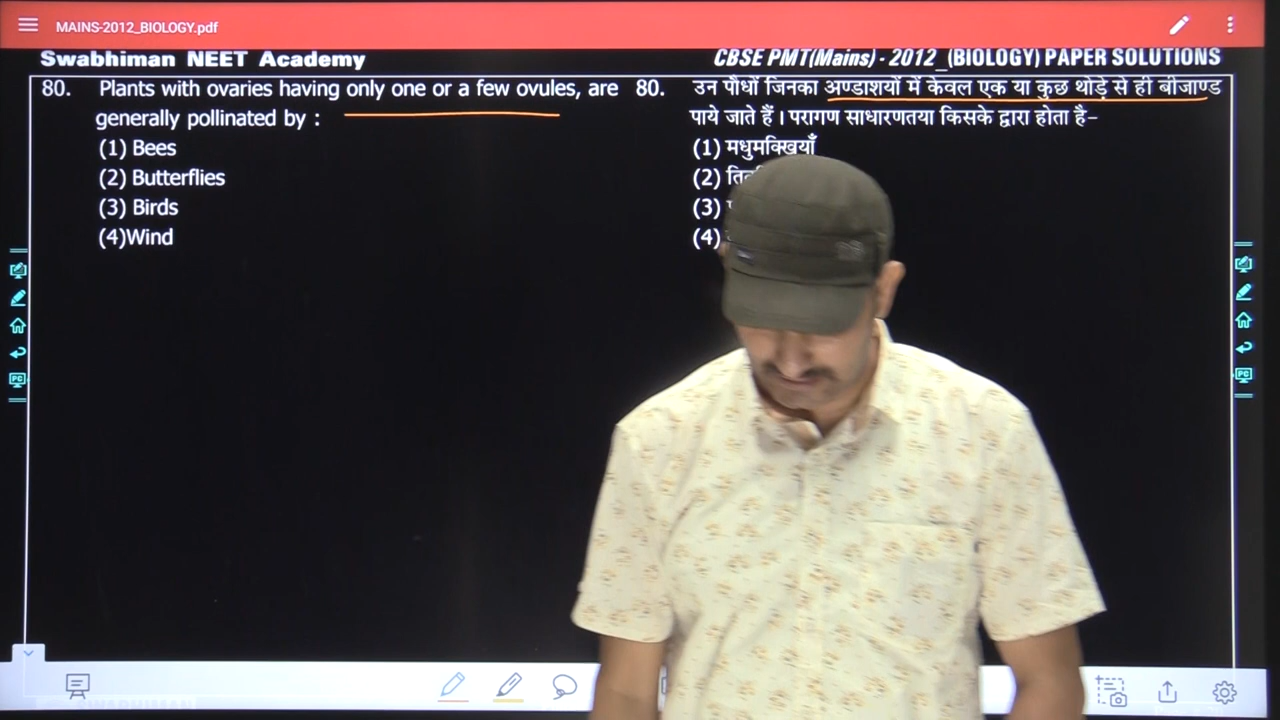 MAINS-2012_BIOLOGY.pdf
Swabhiman NEET Academy
CBSE PMT(Mains) - 2012_(BIOLOGY) PAPER SOLUTIONS
80. Plants with ovaries having only one or a few ovules, are
generally pollinated by :
(1) Bees
(2) Butterflies
(3) Birds
(4)Wind
80. उन पौधों जिनका अण्डाशयों में केवल एक या कुछ थोड़े से ही बीजाण्ड
पाये जाते हैं । परागण साधारणतया किसके द्वारा होता है–
(1) मधुमक्खियाँ
(2)
(3)
(4)
PC
PC